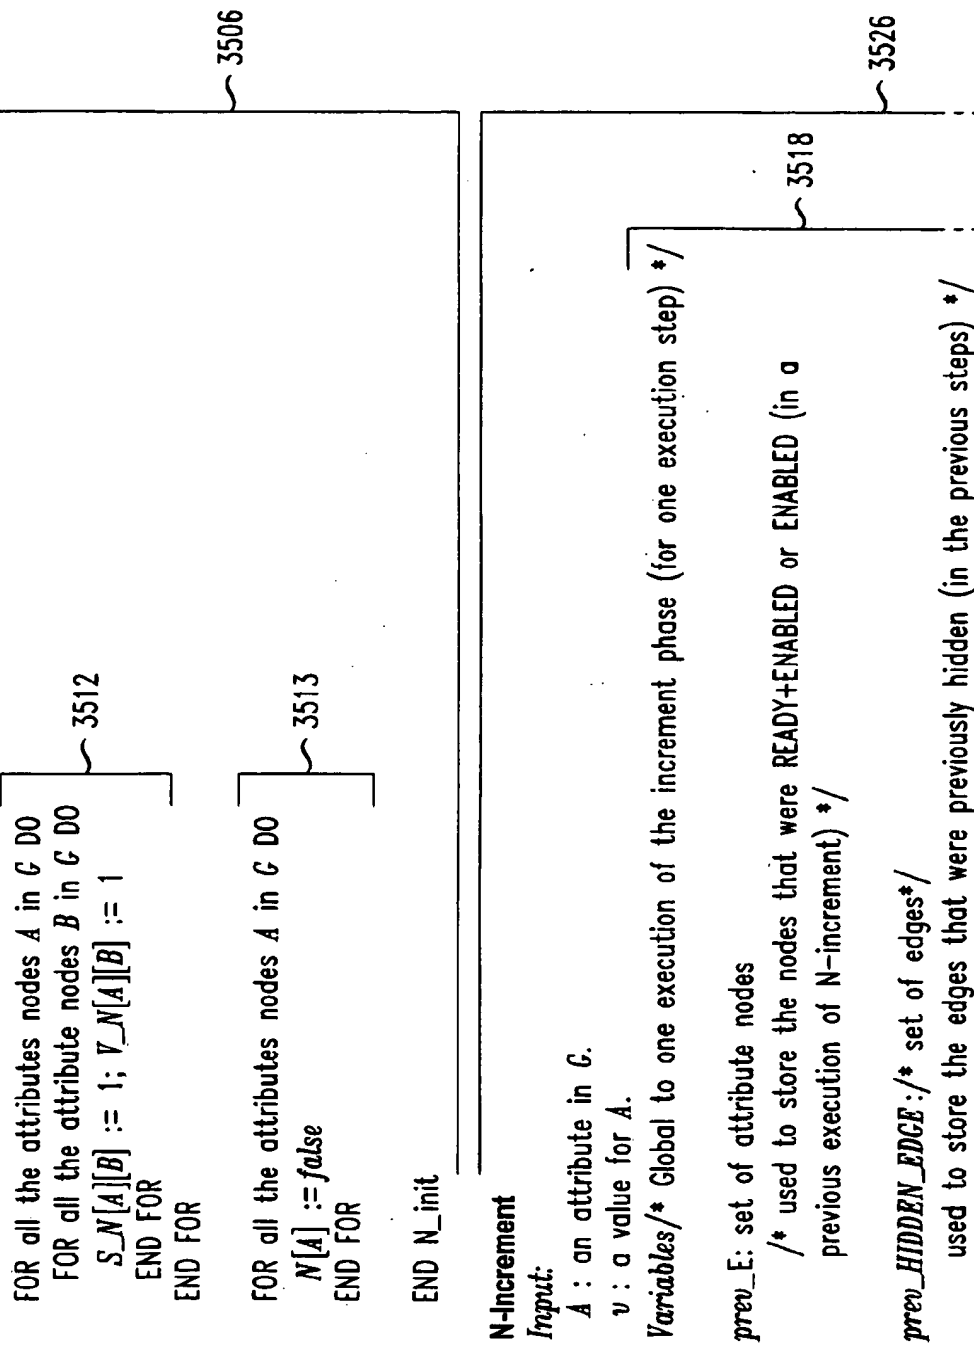 FOR all the attributes nodes A in G DO
FOR all the attribute nodes B in G DO
S_N[A][B] := 1; V_N[A][B] := 1
END FOR
END FOR
3512
FOR all the attributes nodes A in G DO
N[A] := false
END FOR
3513
END N_init
3506
N-Increment
Input:
A : an attribute in G.
v : a value for A.
Variables/* Global to one execution of the increment phase (for one execution step) */
prev_E: set of attribute nodes
/* used to store the nodes that were READY+ENABLED or ENABLED (in a
previous execution of N-increment) */
3518
prev_HIDDEN_EDGE:/* set of edges*/
used to store the edges that were previously hidden (in the previous steps) */
3526